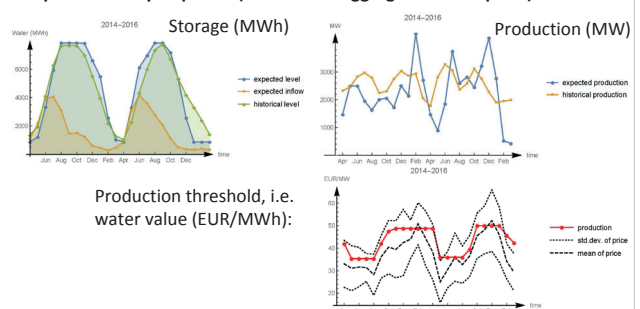 Storage (MWh)
2014-2016
Water (MWh)
6000
4000
2000
Jun Aug Oct Dec Feb Apr Jun Aug Oct Dec
time
expected level
expected inflow
historical level
Production (MW)
2014-2016
MW
3000
2000
1000
Apr Jun Aug Oct Dec Feb Apr Jun Aug Oct Dec Feb
time
expected production
historical production
Production threshold, i.e.
water value (EUR/MWh):
2014-2016
EUR/MW
60
50
40
30
20
time
production
std.dev. of price
mean of price